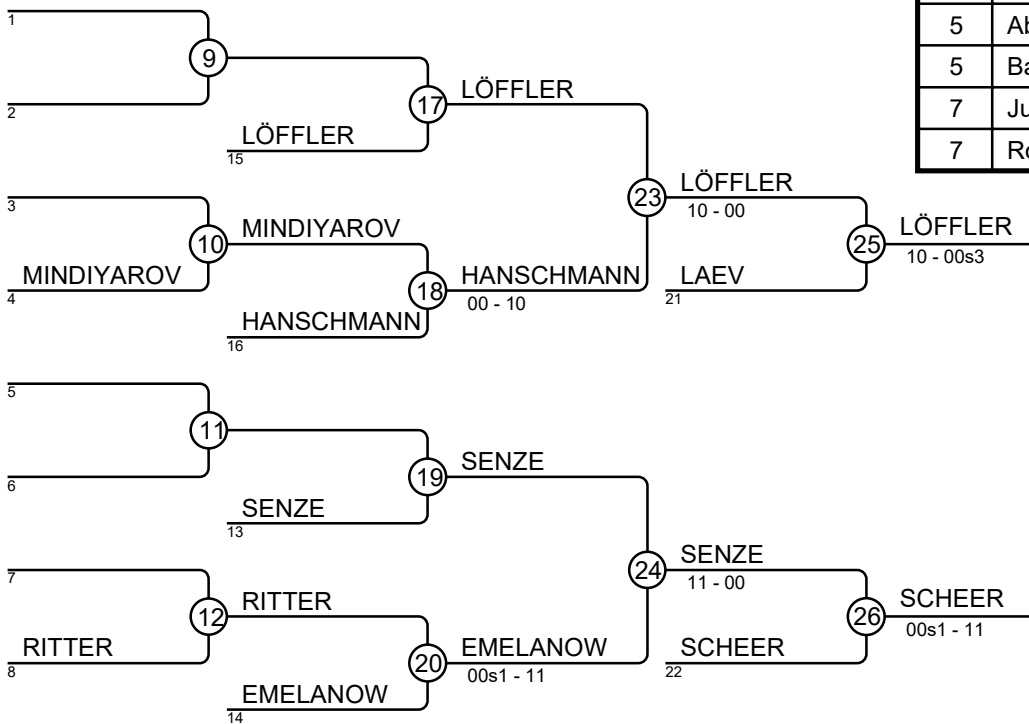 1
9
2
LÖFFLER
15
17
LÖFFLER
3
10
MINDIYAROV
4
MINDIYAROV
18
HANSCHMANN
16
HANSCHMANN
00 - 10
23
LÖFFLER
10 - 00
LAEV
21
25
LÖFFLER
10 - 00s3
5
11
6
SENZE
13
19
SENZE
7
12
RITTER
8
RITTER
20
EMELANOW
14
EMELANOW
00s1 - 11
24
SENZE
11 - 00
SCHEER
22
26
SCHEER
00s1 - 11
5
5
7
7